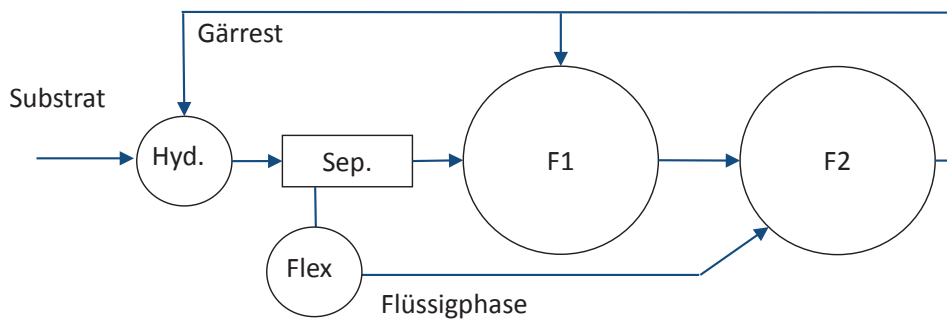 Gärrest
Substrat
Hyd.
Sep.
F1
F2
Flex
Flüssigphase